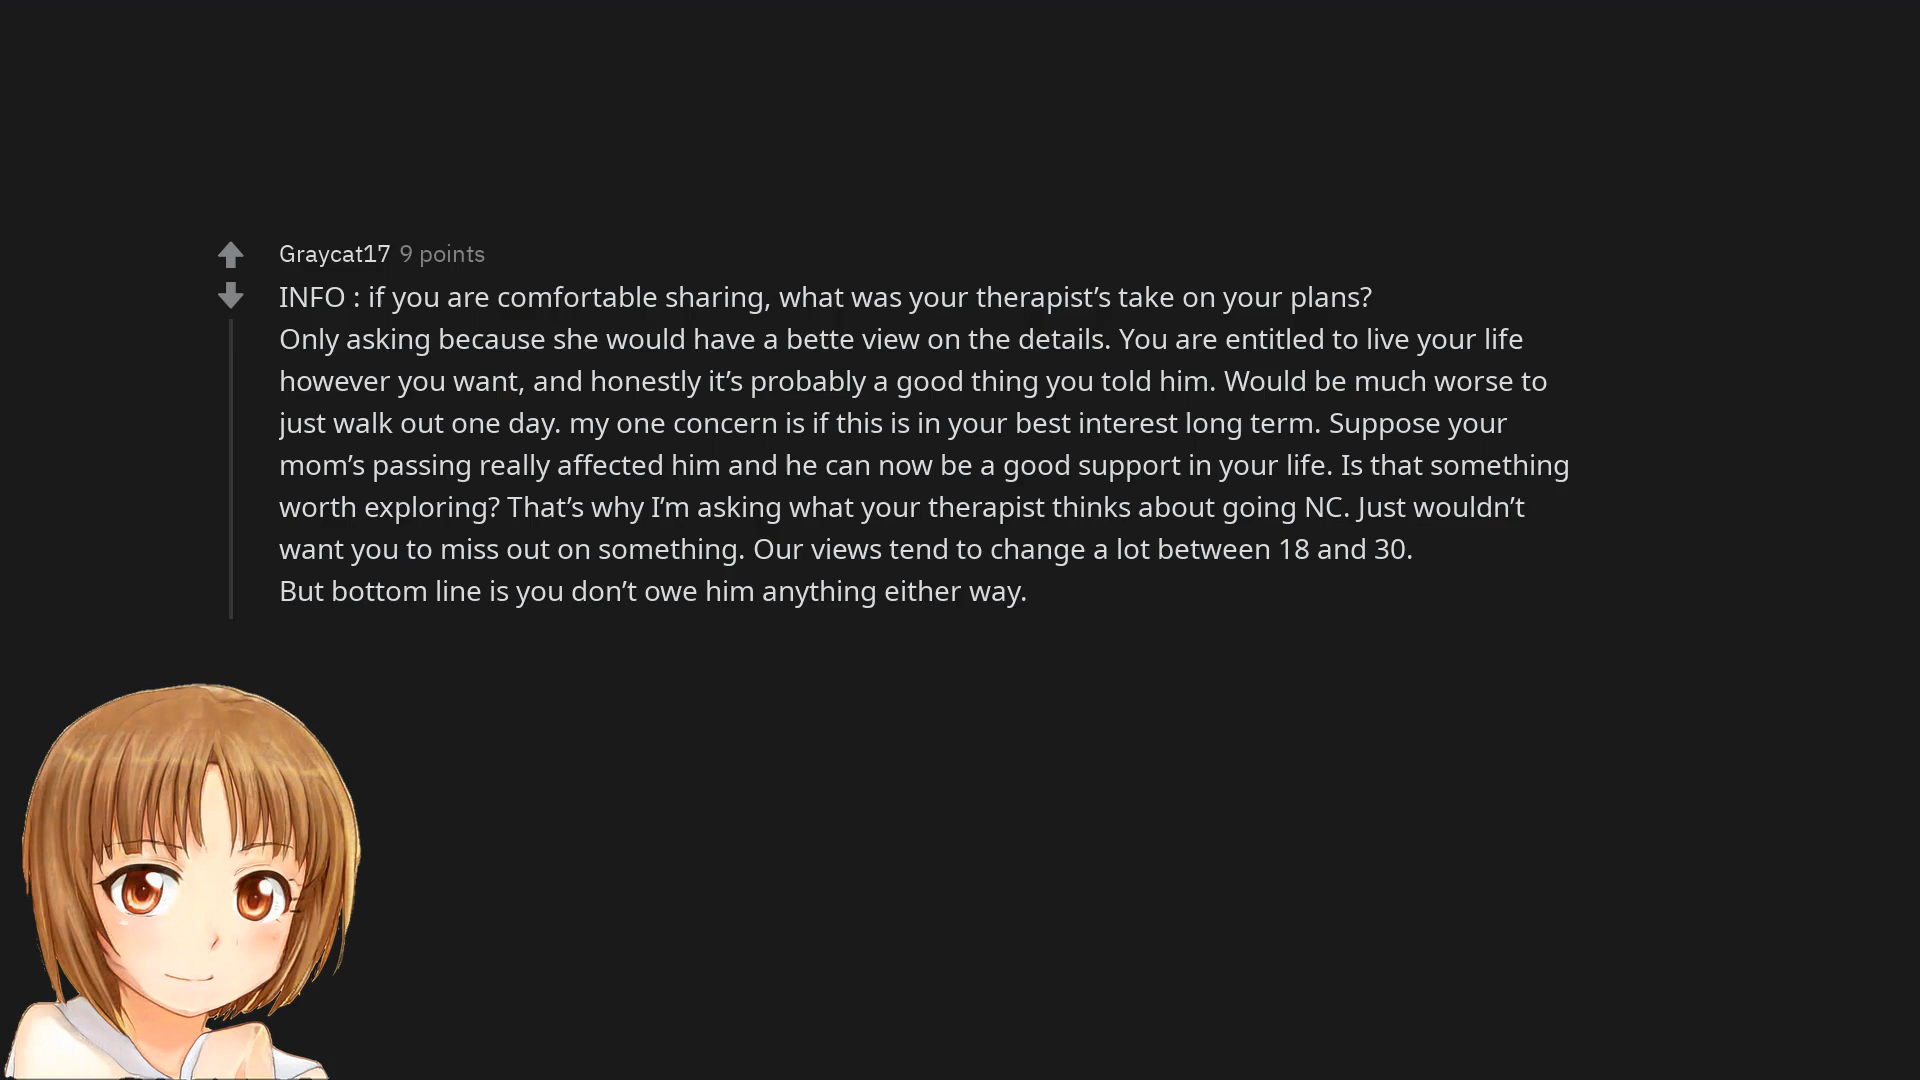 Graycat17 9 points
INFO : if you are comfortable sharing, what was your therapist’s take on your plans?
Only asking because she would have a bette view on the details. You are entitled to live your life
however you want, and honestly it’s probably a good thing you told him. Would be much worse to
just walk out one day. my one concern is if this is in your best interest long term. Suppose your
mom’s passing really affected him and he can now be a good support in your life. Is that something
worth exploring? That’s why I’m asking what your therapist thinks about going NC. Just wouldn’t
want you to miss out on something. Our views tend to change a lot between 18 and 30.
But bottom line is you don’t owe him anything either way.